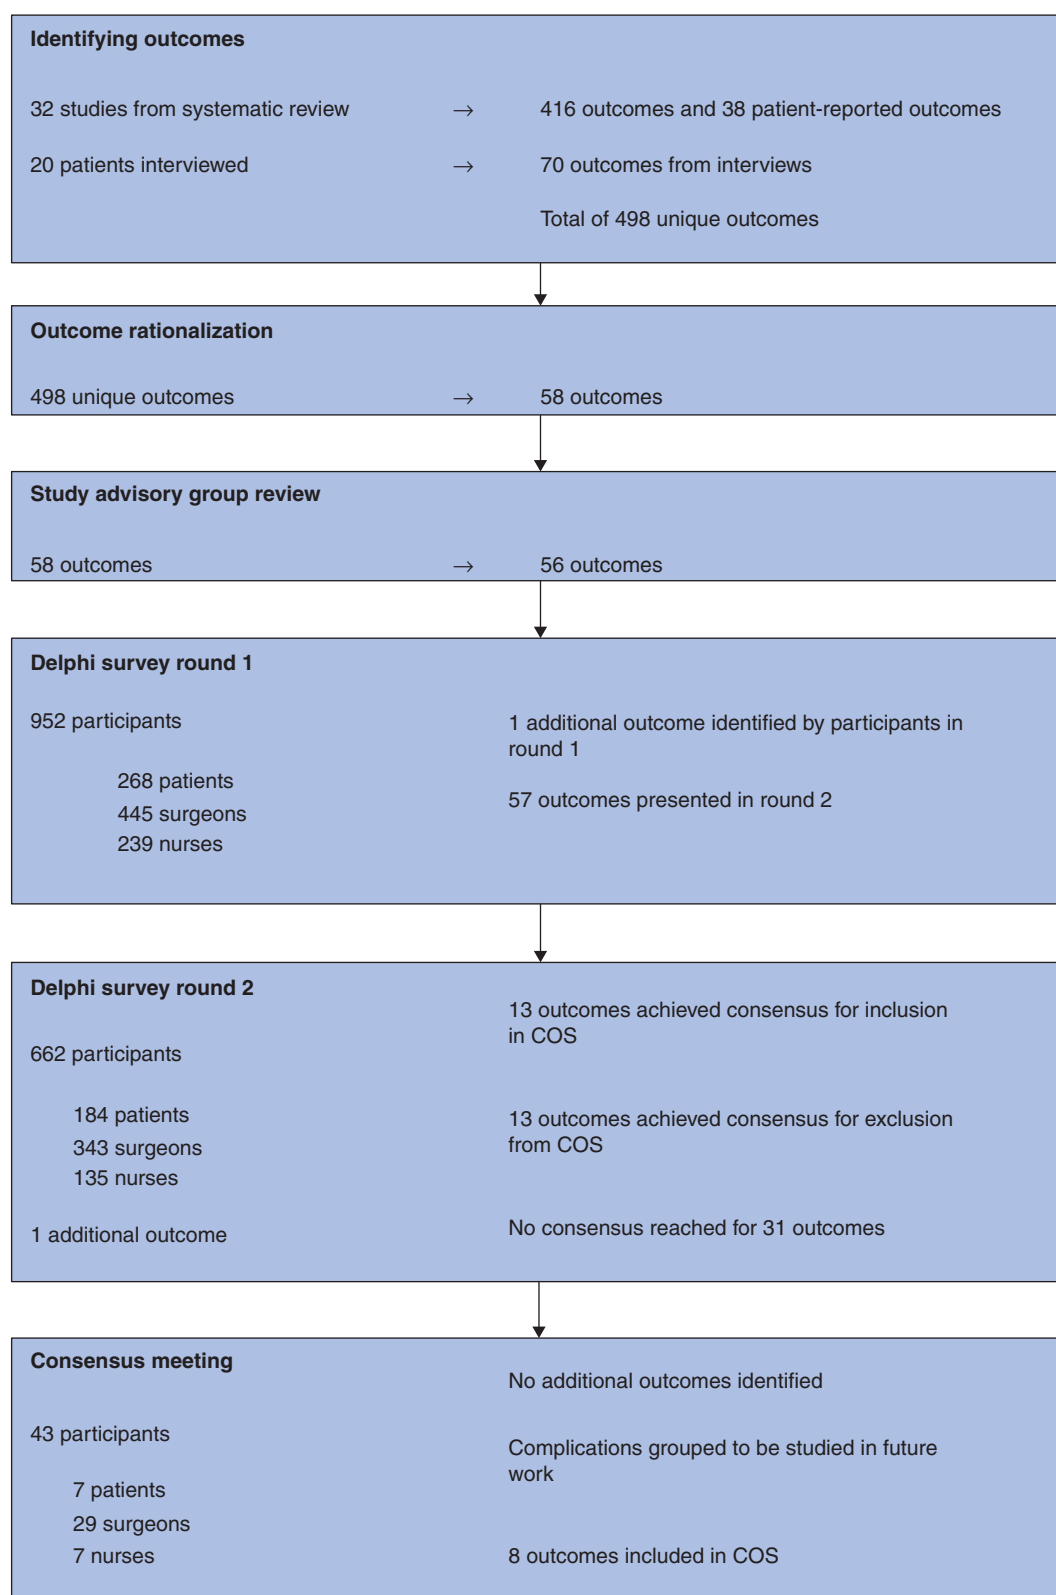 Identifying outcomes
32 studies from systematic review → 416 outcomes and 38 patient-reported outcomes
20 patients interviewed → 70 outcomes from interviews
Total of 498 unique outcomes
Outcome rationalization
498 unique outcomes → 58 outcomes
Study advisory group review
58 outcomes → 56 outcomes
Delphi survey round 1
952 participants
268 patients
445 surgeons
239 nurses
1 additional outcome identified by participants in
round 1
57 outcomes presented in round 2
Delphi survey round 2
662 participants
184 patients
343 surgeons
135 nurses
1 additional outcome
13 outcomes achieved consensus for inclusion
in COS
13 outcomes achieved consensus for exclusion
from COS
No consensus reached for 31 outcomes
Consensus meeting
43 participants
7 patients
29 surgeons
7 nurses
No additional outcomes identified
Complications grouped to be studied in future
work
8 outcomes included in COS